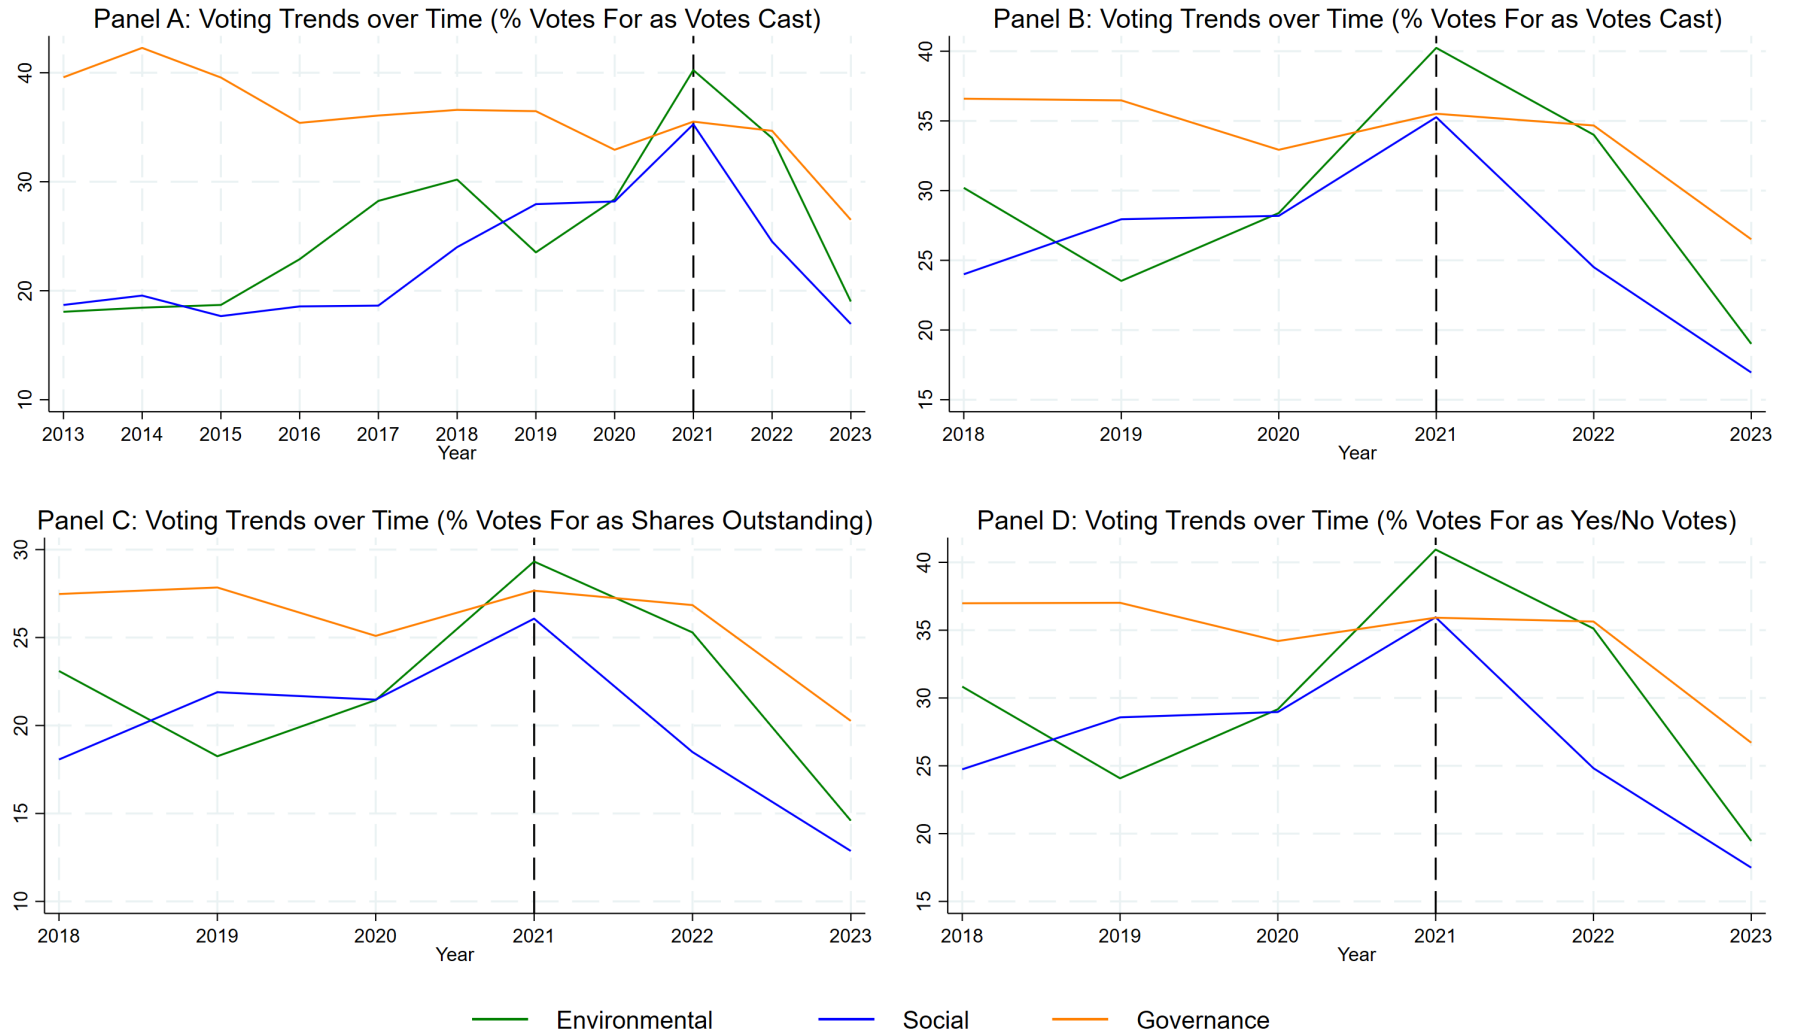 Panel A: Voting Trends over Time (% Votes For as Votes Cast)
40
30
20
10
2013 2014 2015 2016 2017 2018 2019 2020 2021 2022 2023
Year
Panel B: Voting Trends over Time (% Votes For as Votes Cast)
40
35
30
25
20
15
2018 2019 2020 2021 2022 2023
Year
Panel C: Voting Trends over Time (% Votes For as Shares Outstanding)
30
25
20
15
10
2018 2019 2020 2021 2022 2023
Year
Panel D: Voting Trends over Time (% Votes For as Yes/No Votes)
40
35
30
25
20
15
2018 2019 2020 2021 2022 2023
Year
Environmental Social Governance